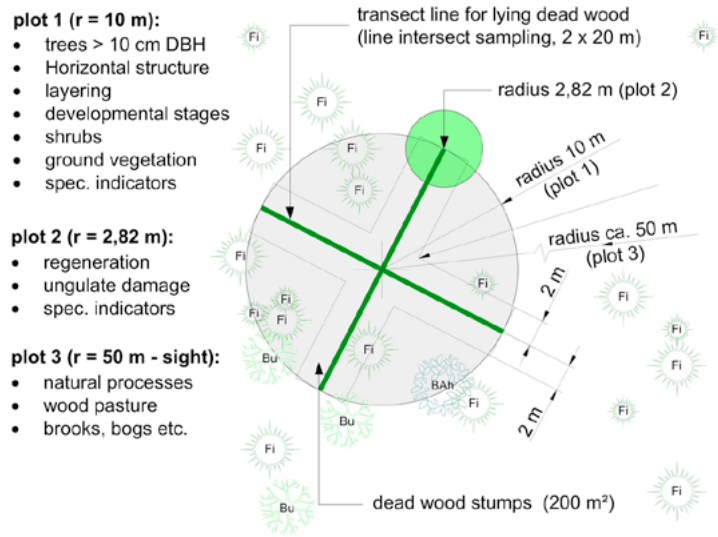 plot 1 (r = 10 m):
• trees > 10 cm DBH
• Horizontal structure
• layering
• developmental stages
• shrubs
• ground vegetation
• spec. indicators
plot 2 (r = 2,82 m):
• regeneration
• ungulate damage
• spec. indicators
plot 3 (r = 50 m - sight):
• natural processes
• wood pasture
• brooks, bogs etc.
transect line for lying dead wood
(line intersect sampling, 2 x 20 m)
radius 2,82 m (plot 2)
radius 10 m
(plot 1)
radius ca. 50 m
(plot 3)
2 m
2 m
dead wood stumps (200 m²)
Fi
Fi
Fi
Fi
Fi
Fi
Fi
Fi
Fi
Fi
Fi
Fi
Bu
Fi
Fi
Fi
BAh
Fi
Fi
Bu
Fi
Fi
Bu